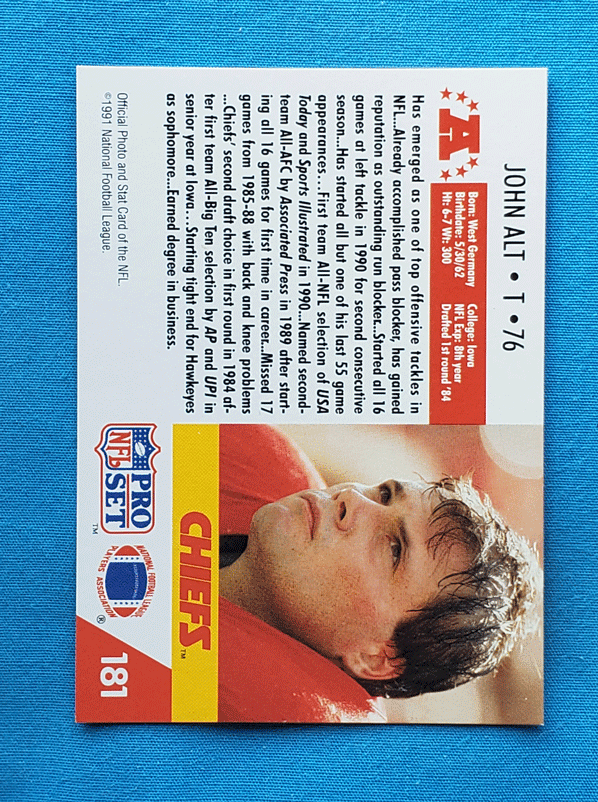 JOHN ALT • T • 76
A
Born: West Germany
Birthdate: 5/30/62
Ht: 6-7 Wt: 300
College: Iowa
NFL Exp: 8th year
Drafted 1st round '84
Has emerged as one of top offensive tackles in
NFL...Already accomplished pass blocker, has gained
reputation as outstanding run blocker...Started all 16
games at left tackle in 1990 for second consecutive
season...Has started all but one of his last 55 game
appearances...First team All-NFL selection of USA
Today and Sports Illustrated in 1990...Named second-
team All-AFC by Associated Press in 1989 after start-
ing all 16 games for first time in career...Missed 17
games from 1985-88 with back and knee problems
...Chiefs' second draft choice in first round in 1984 af-
ter first team All-Big Ten selection by AP and UPI in
senior year at Iowa...Starting tight end for Hawkeyes
as sophomore...Earned degree in business.
Official Photo and Stat Card of the NFL.
©1991 National Football League.
CHIEFS™
PRO
NFL
SET™
NATIONAL FOOTBALL LEAGUE
PLAYERS ASSOCIATION®
181